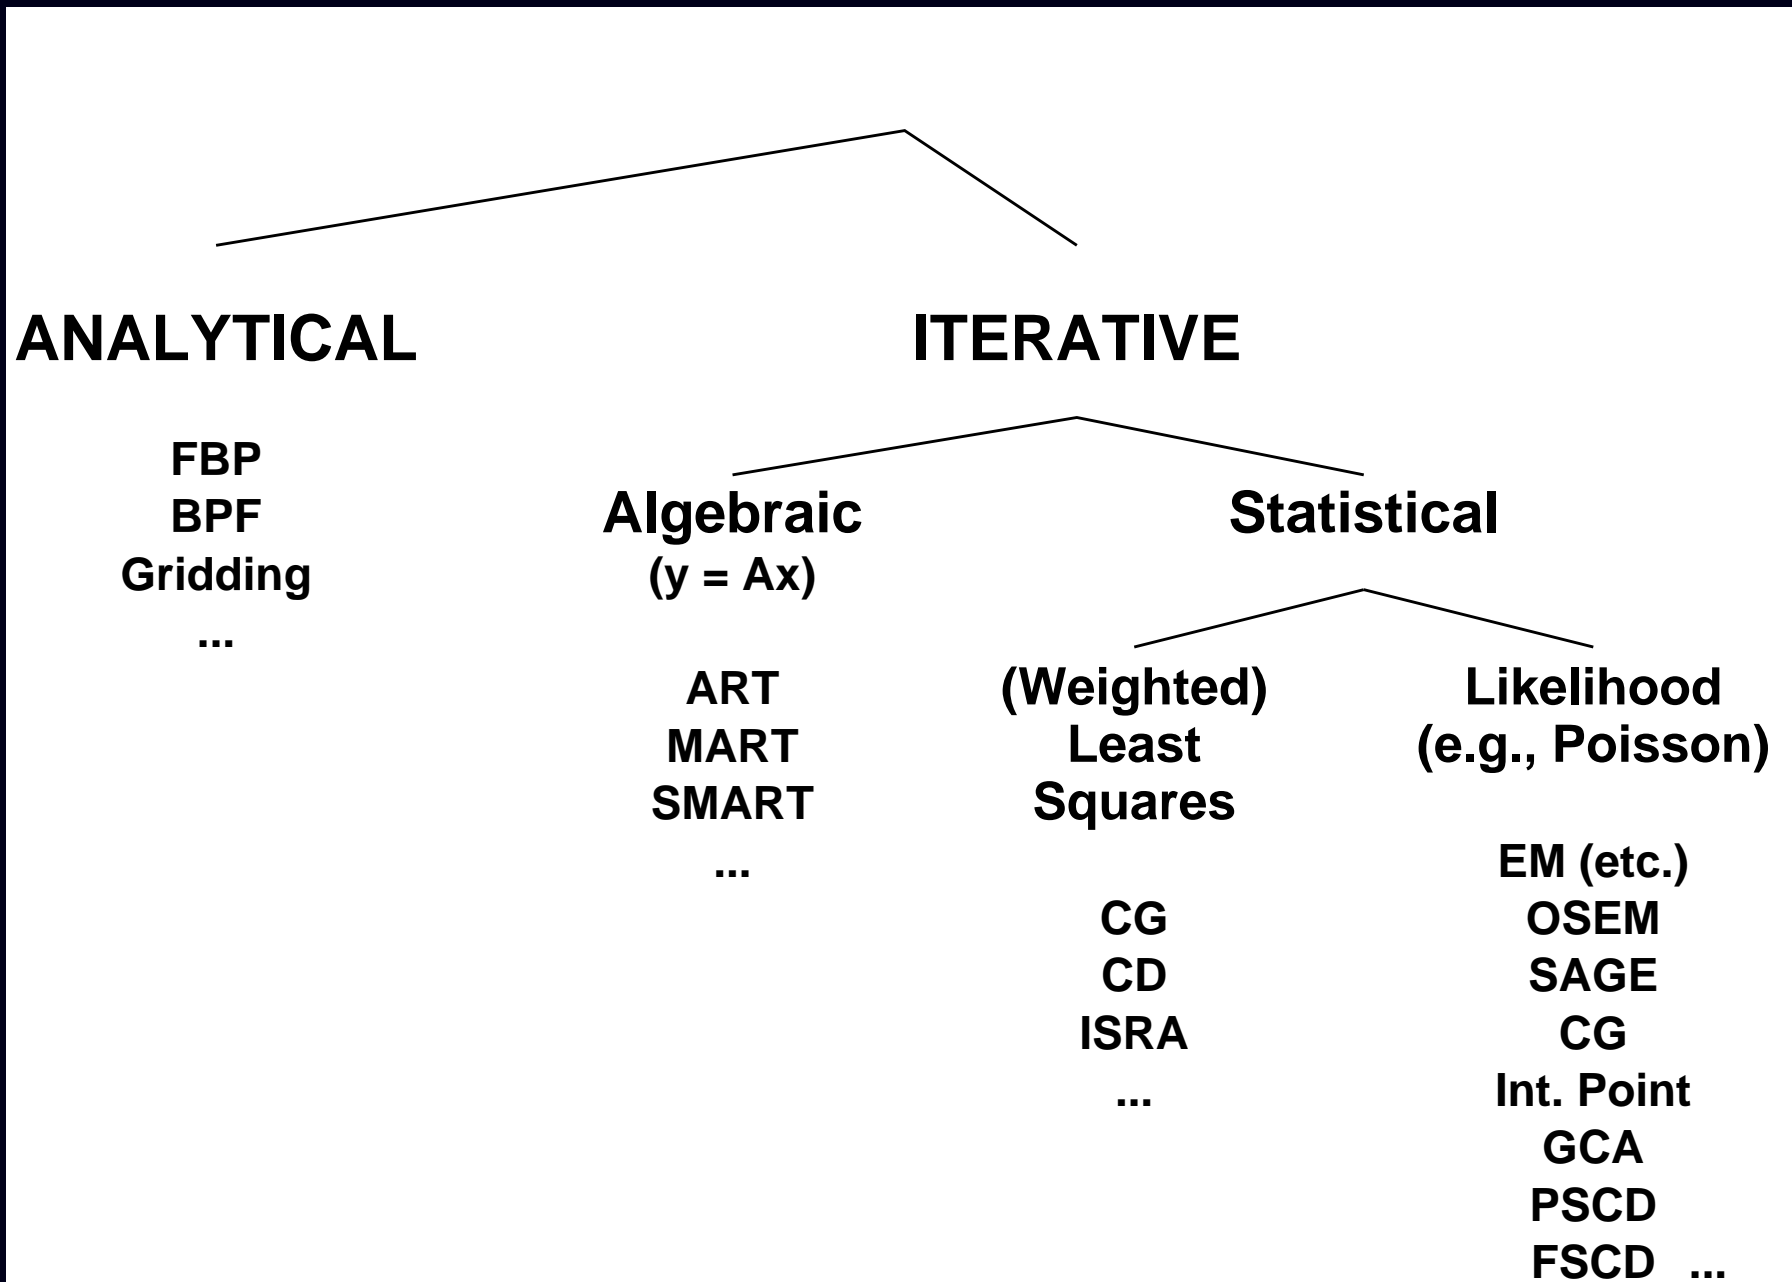 ANALYTICAL
FBP
BPF
Gridding
...
ITERATIVE
Algebraic
(y = Ax)
ART
MART
SMART
...
Statistical
(Weighted)
Least
Squares
CG
CD
ISRA
...
Likelihood
(e.g., Poisson)
EM (etc.)
OSEM
SAGE
CG
Int. Point
GCA
PSCD
FSCD ...